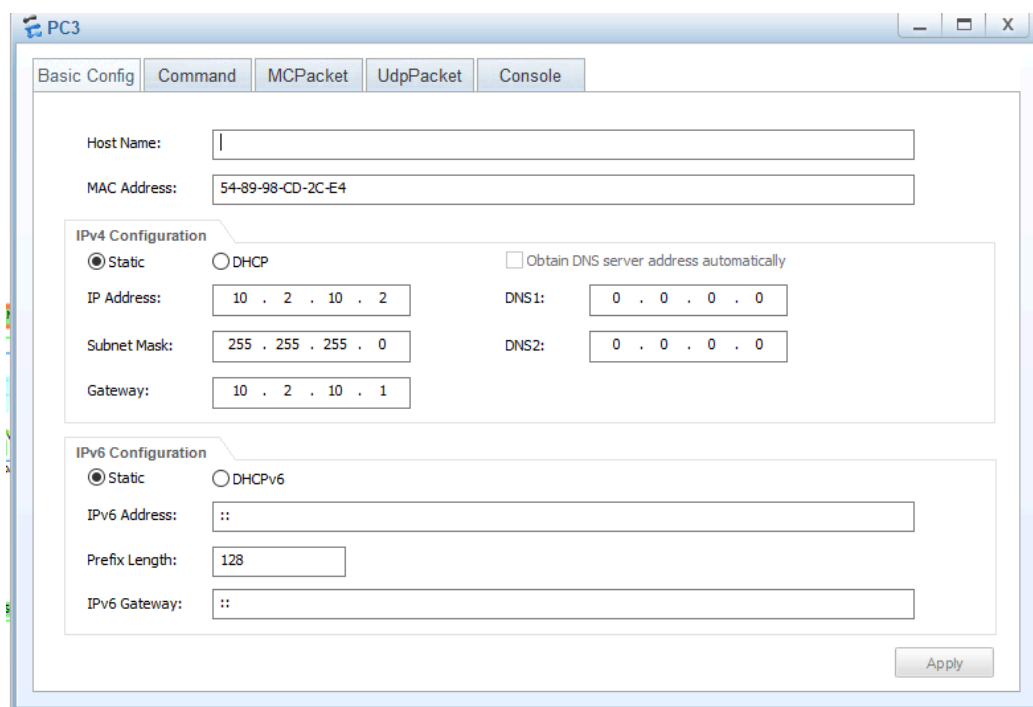 PC3
Basic Config Command MCPacket UdpPacket Console
Host Name:
MAC Address: 54-89-98-CD-2C-E4
IPv4 Configuration
Static DHCP Obtain DNS server address automatically
IP Address: 10 . 2 . 10 . 2 DNS1: 0 . 0 . 0 . 0
Subnet Mask: 255 . 255 . 255 . 0 DNS2: 0 . 0 . 0 . 0
Gateway: 10 . 2 . 10 . 1
IPv6 Configuration
Static DHCPv6
IPv6 Address: ::
Prefix Length: 128
IPv6 Gateway: ::
Apply